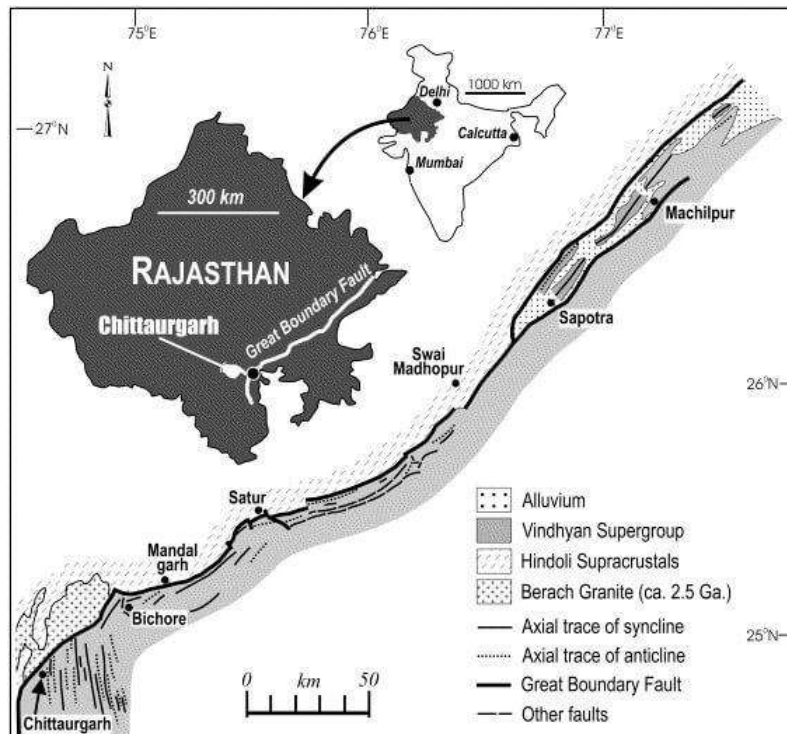 75°E
76°E
77°E
N
1000 km
Delhi
Calcutta
Mumbai
27°N
300 km
RAJASTHAN
Great Boundary Fault
Chittaurgarh
Machilpur
Sapotra
Swai
Madhopur
26°N
Satur
Mandal
garh
Bichore
Chittaurgarh
Alluvium
Vindhyan Supergroup
Hindoli Supracrustals
Berach Granite (ca. 2.5 Ga.)
Axial trace of syncline
Axial trace of anticline
Great Boundary Fault
Other faults
25°N
0 km 50